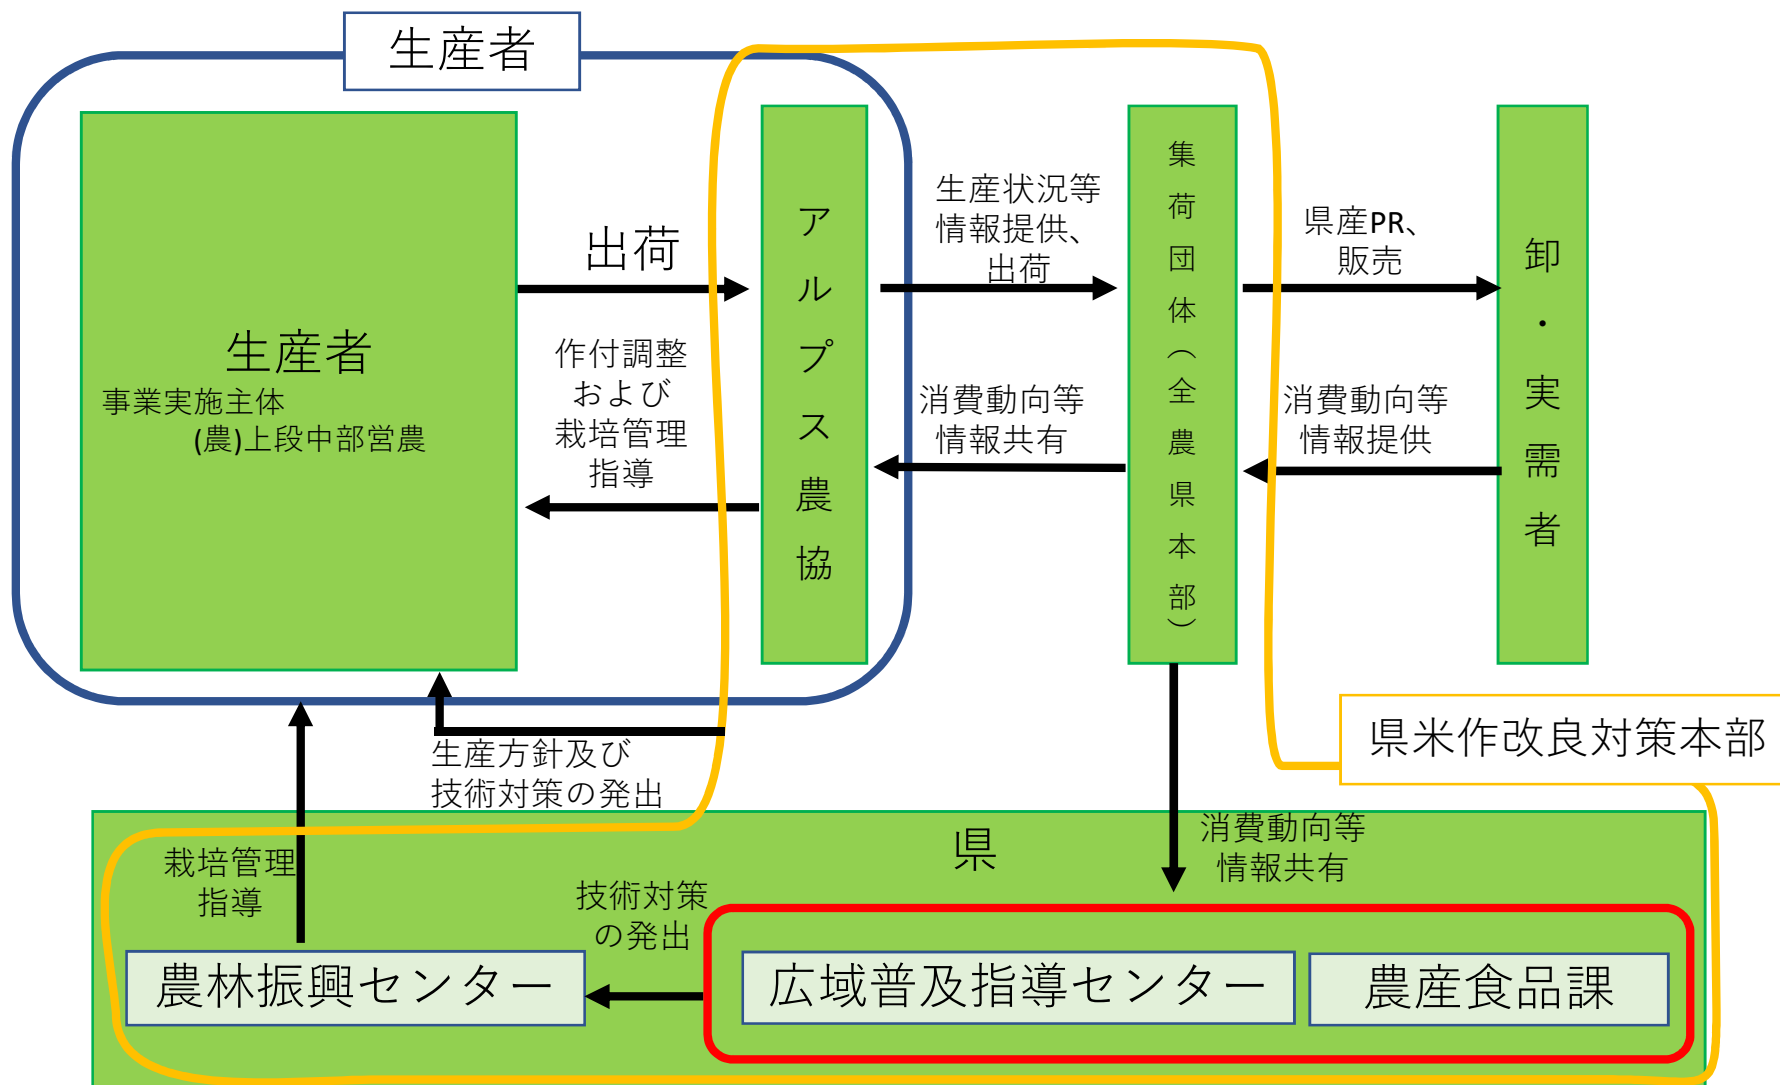 生産者
生産者
事業実施主体
(農)上段中部営農
出荷
作付調整
および
栽培管理
指導
アルプス農協
生産状況等
情報提供、
出荷
消費動向等
情報共有
集荷団体（全農県本部）
県産PR、
販売
消費動向等
情報提供
卸・実需者
県米作改良対策本部
生産方針及び
技術対策の発出
県
消費動向等
情報共有
栽培管理
指導
技術対策
の発出
農林振興センター
広域普及指導センター
農産食品課